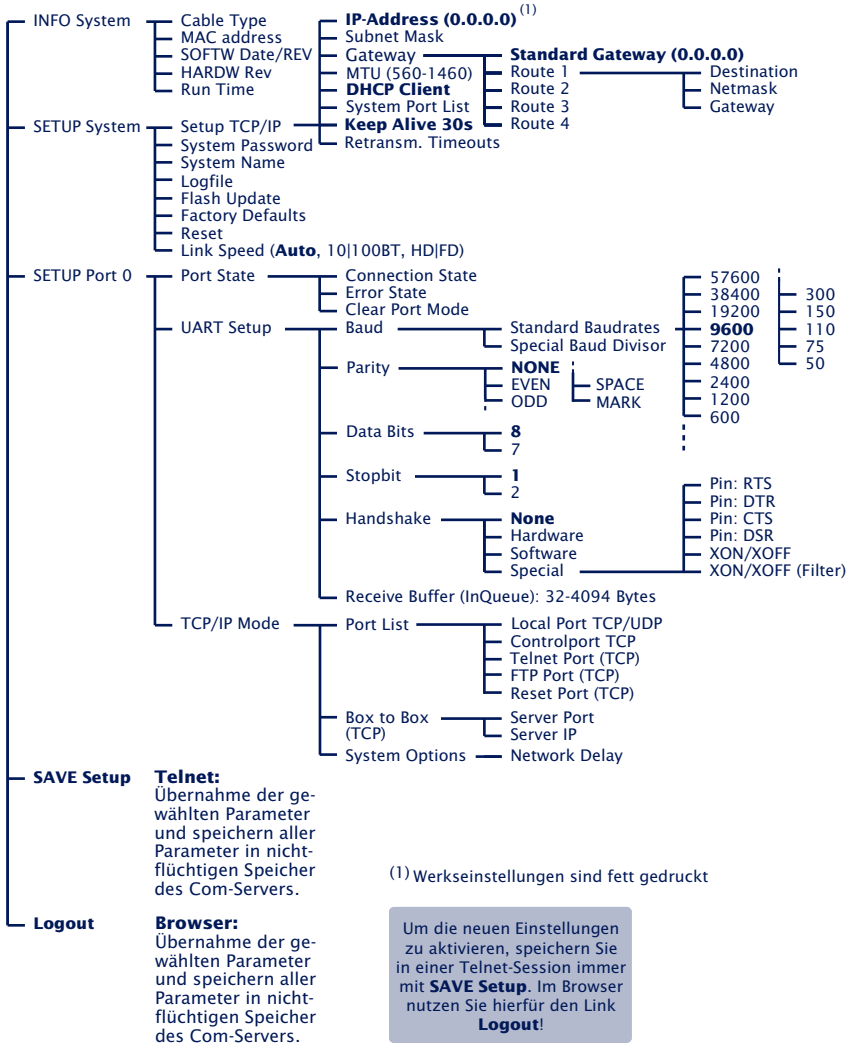 INFO System
Cable Type
MAC address
SOFTW Date/REV
HARDW Rev
Run Time
IP-Address (0.0.0.0) (1)
Subnet Mask
Gateway
MTU (560-1460)
DHCP Client
System Port List
Keep Alive 30s
Retransm. Timeouts
Standard Gateway (0.0.0.0)
Route 1
Route 2
Route 3
Route 4
Destination
Netmask
Gateway
SETUP System
Setup TCP/IP
System Password
System Name
Logfile
Flash Update
Factory Defaults
Reset
Link Speed (Auto, 10|100BT, HD|FD)
SETUP Port 0
Port State
Connection State
Error State
Clear Port Mode
UART Setup
Baud
Standard Baudrates
Special Baud Divisor
57600
38400
19200
9600
7200
4800
2400
1200
600
300
150
110
75
50
Parity
NONE
EVEN
ODD
SPACE
MARK
Data Bits
8
7
Stopbit
1
2
Handshake
None
Hardware
Software
Special
Pin: RTS
Pin: DTR
Pin: CTS
Pin: DSR
XON/XOFF
XON/XOFF (Filter)
Receive Buffer (InQueue): 32-4094 Bytes
TCP/IP Mode
Port List
Local Port TCP/UDP
Controlport TCP
Telnet Port (TCP)
FTP Port (TCP)
Reset Port (TCP)
Box to Box
(TCP)
Server Port
Server IP
System Options
Network Delay
SAVE Setup
Telnet:
Übernahme der ge-
wählten Parameter
und speichern aller
Parameter in nicht-
flüchtigen Speicher
des Com-Servers.
(1) Werkseinstellungen sind fett gedruckt
Logout
Browser:
Übernahme der ge-
wählten Parameter
und speichern aller
Parameter in nicht-
flüchtigen Speicher
des Com-Servers.
Um die neuen Einstellungen
zu aktivieren, speichern Sie
in einer Telnet-Session immer
mit SAVE Setup. Im Browser
nutzen Sie hierfür den Link
Logout!